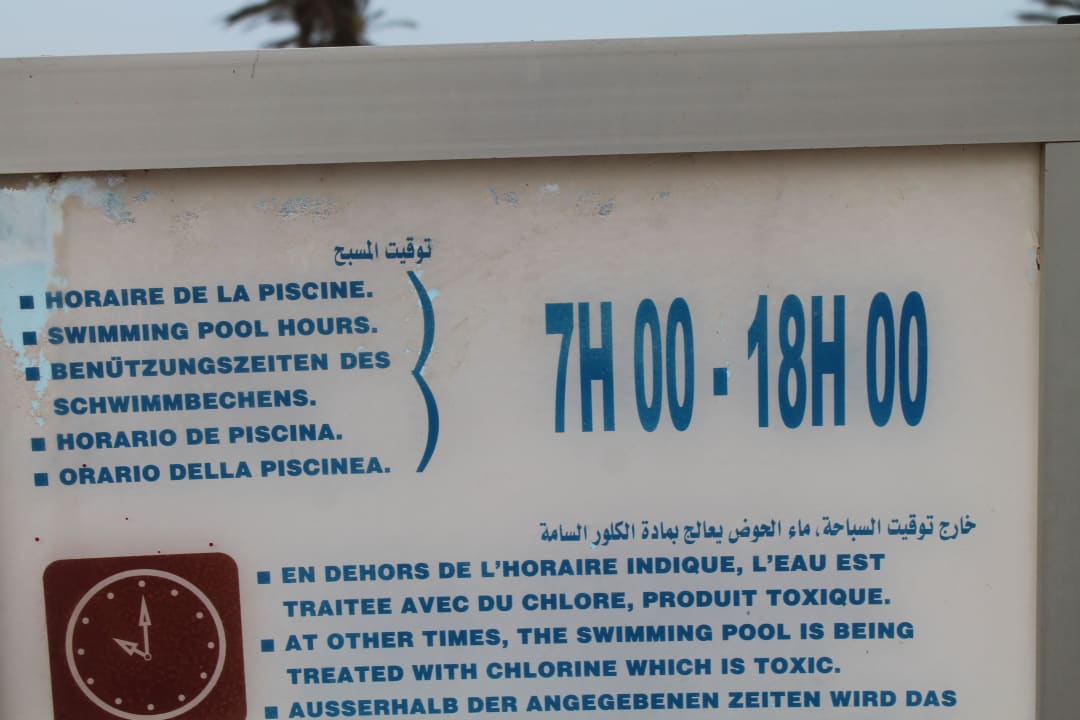 توقيت المسبح
■ HORAIRE DE LA PISCINE.
■ SWIMMING POOL HOURS.
■ BENÜTZUNGSZEITEN DES
SCHWIMMBECHENS.
■ HORARIO DE PISCINA.
■ ORARIO DELLA PISCINEA.
7H 00 - 18H 00
خارج توقيت السباحة، ماء الحوض يعالج بمادة الكلور السامة
■ EN DEHORS DE L'HORAIRE INDIQUE, L'EAU EST
TRAITEE AVEC DU CHLORE, PRODUIT TOXIQUE.
■ AT OTHER TIMES, THE SWIMMING POOL IS BEING
TREATED WITH CHLORINE WHICH IS TOXIC.
■ AUSSERHALB DER ANGEGEBENEN ZEITEN WIRD DAS